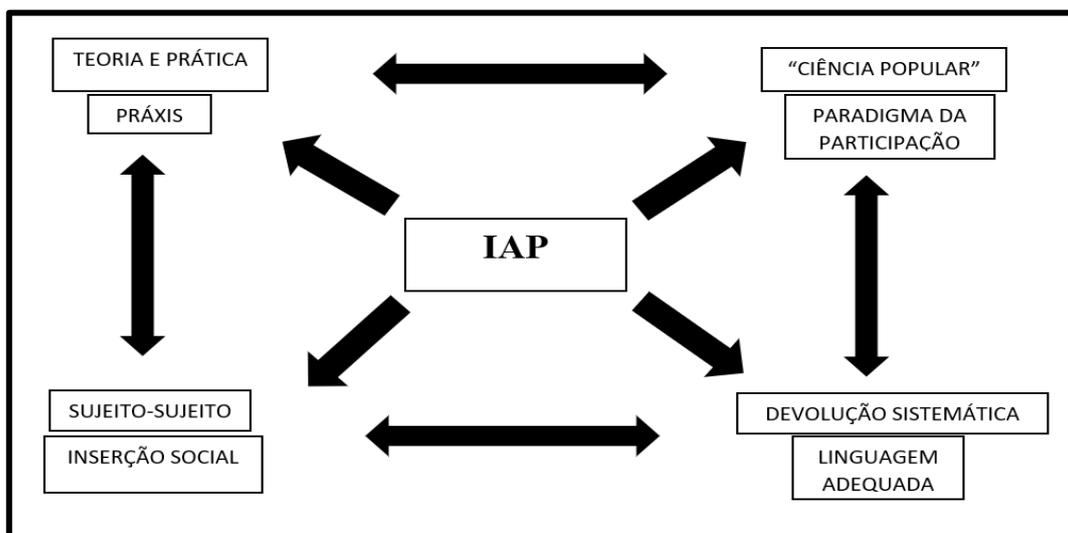 TEORIA E PRÁTICA
PRÁXIS
“CIÊNCIA POPULAR”
PARADIGMA DA
PARTICIPAÇÃO
IAP
SUJEITO-SUJEITO
INSERÇÃO SOCIAL
DEVOLUÇÃO SISTEMÁTICA
LINGUAGEM
ADEQUADA